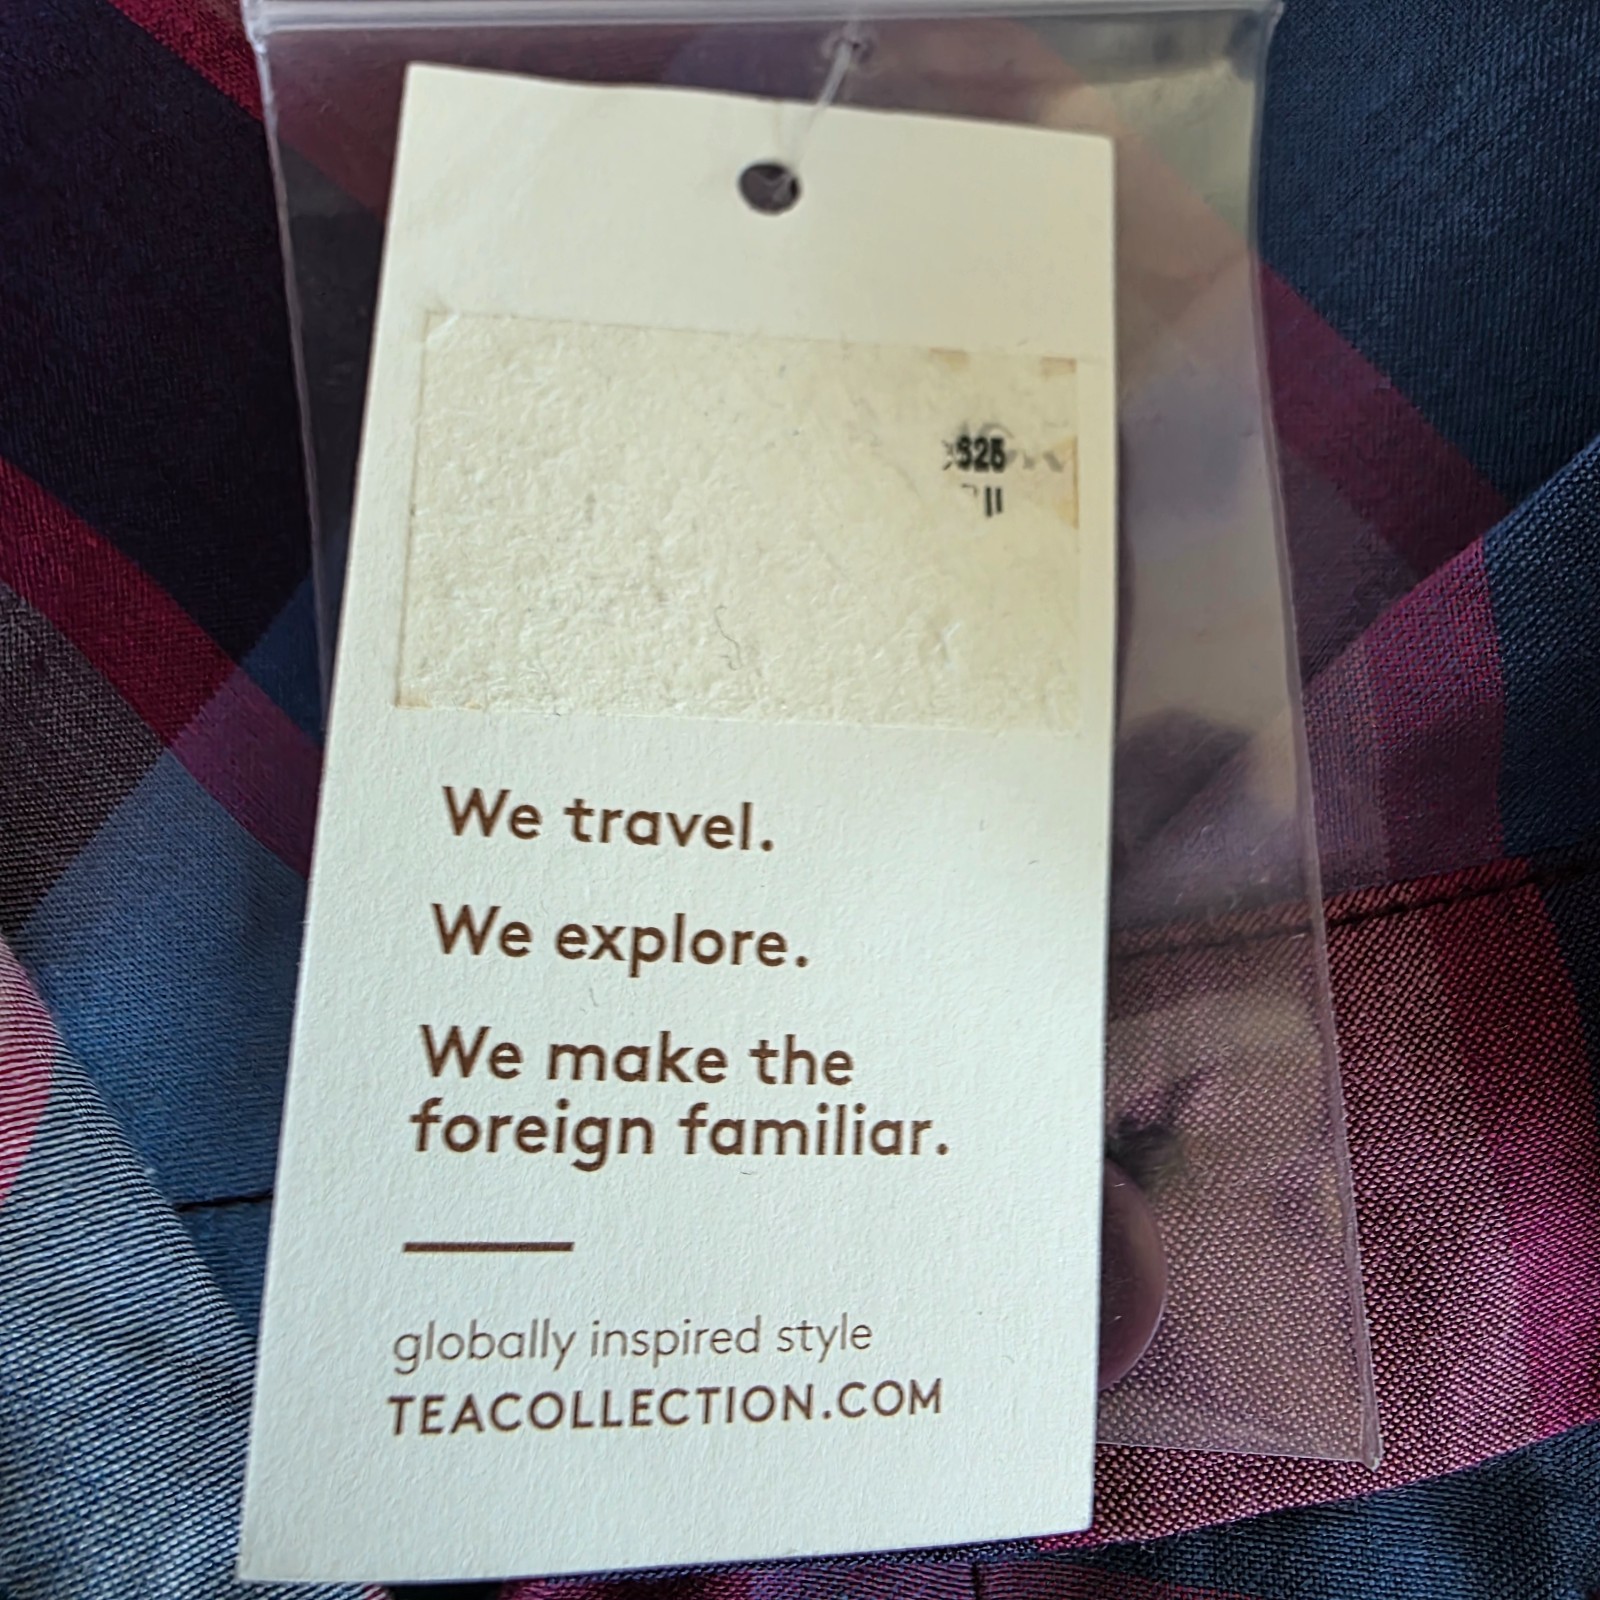 We travel.
We explore.
We make the
foreign familiar.
globally inspired style
TEACOLLECTION.COM